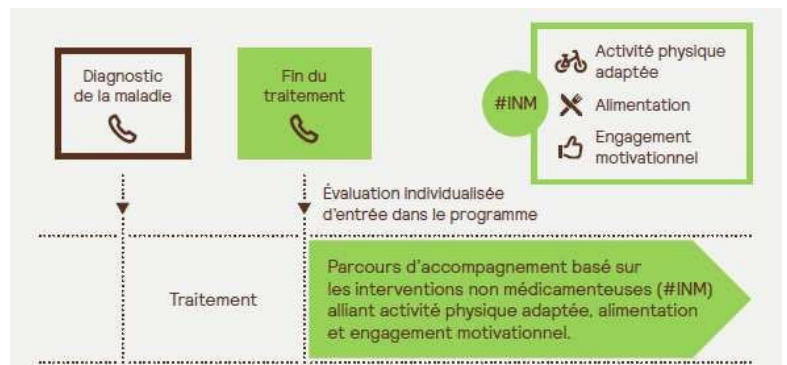 Diagnostic
de la maladie
Fin du
traitement
#INM
Activité physique
adaptée
Alimentation
Engagement
motivationnel
Évaluation individualisée
d'entrée dans le programme
Traitement
Parcours d'accompagnement basé sur
les interventions non médicamenteuses (#INM)
alliant activité physique adaptée, alimentation
et engagement motivationnel.